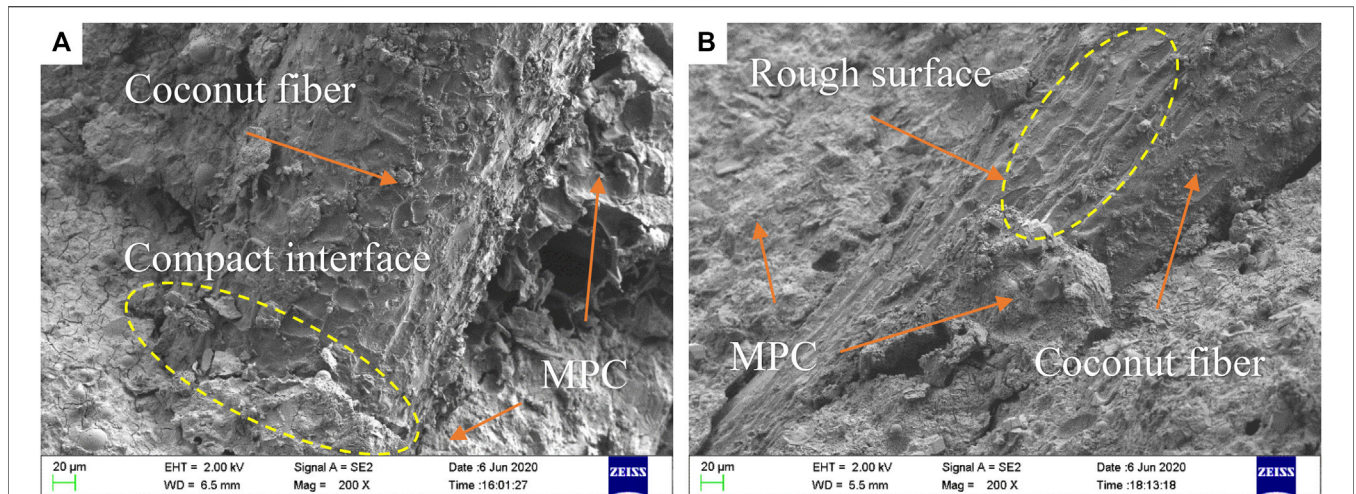 A
Coconut fiber
Compact interface
MPC
20 µm
EHT = 2.00 kV
Signal A = SE2
Date :6 Jun 2020
WD = 6.5 mm
Mag = 200 X
Time :16:01:27
ZEISS
B
Rough surface
MPC
Coconut fiber
20 µm
EHT = 2.00 kV
Signal A = SE2
Date :6 Jun 2020
WD = 5.5 mm
Mag = 200 X
Time :18:13:18
ZEISS